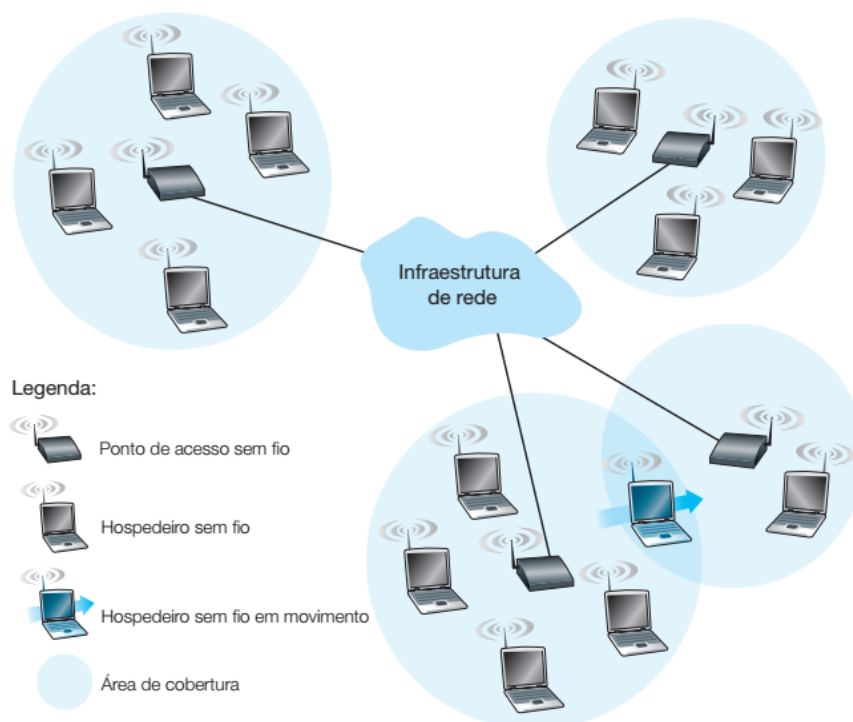 Infraestrutura
de rede
Legenda:
Ponto de acesso sem fio
Hospedeiro sem fio
Hospedeiro sem fio em movimento
Área de cobertura